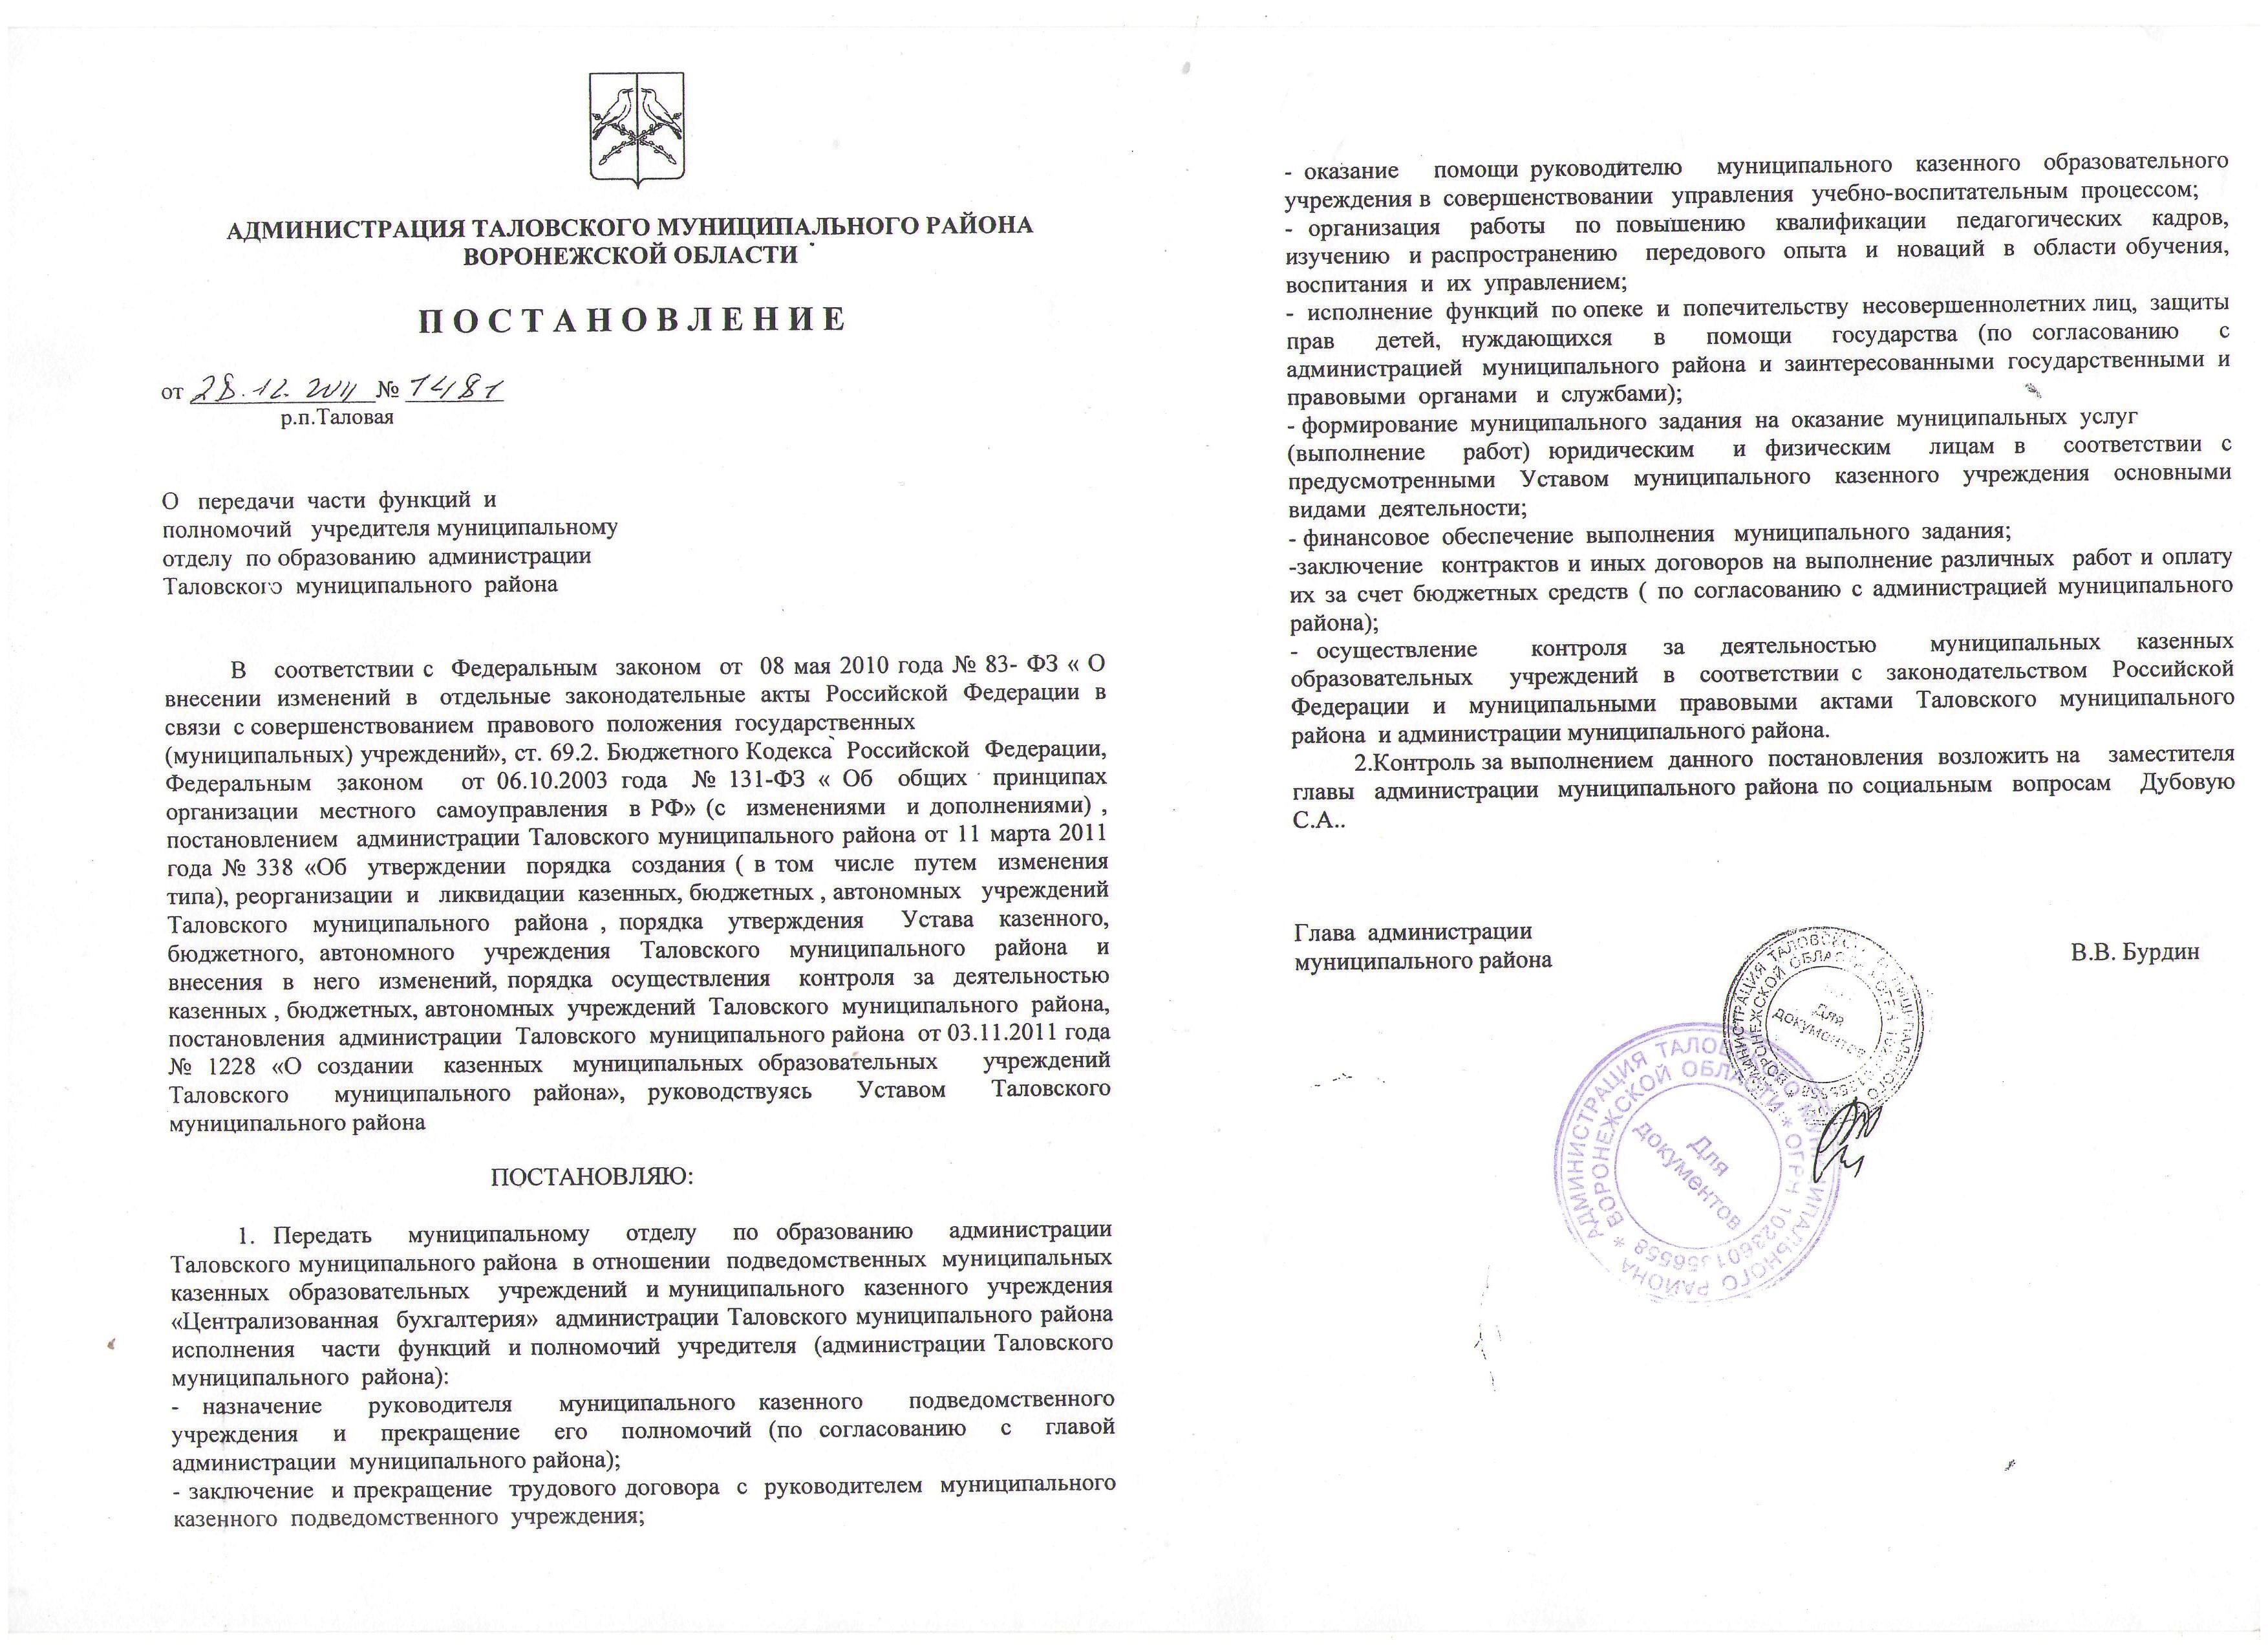 АДМИНИСТРАЦИЯ ТАЛОВСКОГО МУНИЦИПАЛЬНОГО РАЙОНА
ВОРОНЕЖСКОЙ ОБЛАСТИ
ПОСТАНОВЛЕНИЕ
от 28.12.2011 № 1481
р.п.Таловая
О передачи части функций и
полномочий учредителя муниципальному
отделу по образованию администрации
Таловского муниципального района
В соответствии с Федеральным законом от 08 мая 2010 года № 83- ФЗ « О
внесении изменений в отдельные законодательные акты Российской Федерации в
связи с совершенствованием правового положения государственных
(муниципальных) учреждений», ст. 69.2. Бюджетного Кодекса Российской Федерации,
Федеральным законом от 06.10.2003 года № 131-ФЗ « Об общих принципах
организации местного самоуправления в РФ» (с изменениями и дополнениями) ,
постановлением администрации Таловского муниципального района от 11 марта 2011
года № 338 «Об утверждении порядка создания ( в том числе путем изменения
типа), реорганизации и ликвидации казенных, бюджетных , автономных учреждений
Таловского муниципального района , порядка утверждения Устава казенного,
бюджетного, автономного учреждения Таловского муниципального района и
внесения в него изменений, порядка осуществления контроля за деятельностью
казенных , бюджетных, автономных учреждений Таловского муниципального района,
постановления администрации Таловского муниципального района от 03.11.2011 года
№ 1228 «О создании казенных муниципальных образовательных учреждений
Таловского муниципального района», руководствуясь Уставом Таловского
муниципального района
ПОСТАНОВЛЯЮ:
1. Передать муниципальному отделу по образованию администрации
Таловского муниципального района в отношении подведомственных муниципальных
казенных образовательных учреждений и муниципального казенного учреждения
«Централизованная бухгалтерия» администрации Таловского муниципального района
исполнения части функций и полномочий учредителя (администрации Таловского
муниципального района):
- назначение руководителя муниципального казенного подведомственного
учреждения и прекращение его полномочий (по согласованию с главой
администрации муниципального района);
- заключение и прекращение трудового договора с руководителем муниципального
казенного подведомственного учреждения;
- оказание помощи руководителю муниципального казенного образовательного
учреждения в совершенствовании управления учебно-воспитательным процессом;
- организация работы по повышению квалификации педагогических кадров,
изучению и распространению передового опыта и новаций в области обучения,
воспитания и их управлением;
- исполнение функций по опеке и попечительству несовершеннолетних лиц, защиты
прав детей, нуждающихся в помощи государства (по согласованию с
администрацией муниципального района и заинтересованными государственными и
правовыми органами и службами);
- формирование муниципального задания на оказание муниципальных услуг
(выполнение работ) юридическим и физическим лицам в соответствии с
предусмотренными Уставом муниципального казенного учреждения основными
видами деятельности;
- финансовое обеспечение выполнения муниципального задания;
-заключение контрактов и иных договоров на выполнение различных работ и оплату
их за счет бюджетных средств ( по согласованию с администрацией муниципального
района);
- осуществление контроля за деятельностью муниципальных казенных
образовательных учреждений в соответствии с законодательством Российской
Федерации и муниципальными правовыми актами Таловского муниципального
района и администрации муниципального района.
2.Контроль за выполнением данного постановления возложить на заместителя
главы администрации муниципального района по социальным вопросам Дубовую
С.А..
Глава администрации
муниципального района
В.В. Бурдин
АДМИНИСТРАЦИЯ ТАЛОВСКОГО МУНИЦИПАЛЬНОГО
ВОРОНЕЖСКОЙ ОБЛАСТИ
Для
документов
АДМИНИСТРАЦИЯ ТАЛОВСКОГО МУНИЦИПАЛЬНОГО РАЙОНА
ВОРОНЕЖСКОЙ ОБЛАСТИ * ОГРН
Для
документов